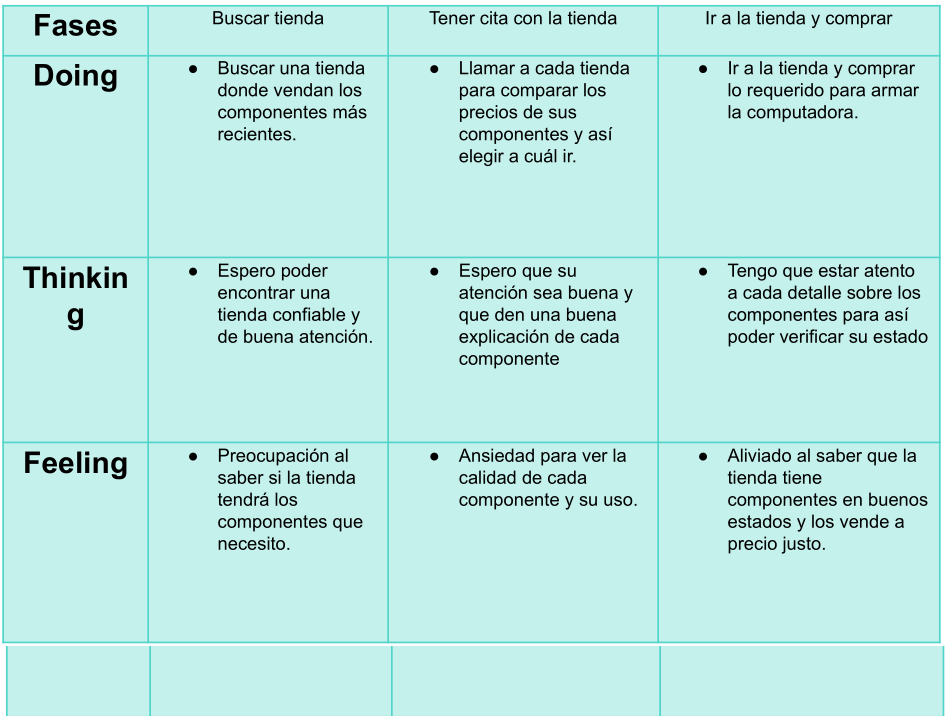 Fases
Buscar tienda
Tener cita con la tienda
Ir a la tienda y comprar
Doing
● Buscar una tienda
donde vendan los
componentes más
recientes.
● Llamar a cada tienda
para comparar los
precios de sus
componentes y así
elegir a cuál ir.
● Ir a la tienda y comprar
lo requerido para armar
la computadora.
Thinkin
g
● Espero poder
encontrar una
tienda confiable y
de buena atención.
● Espero que su
atención sea buena y
que den una buena
explicación de cada
componente
● Tengo que estar atento
a cada detalle sobre los
componentes para así
poder verificar su estado
Feeling
● Preocupación al
saber si la tienda
tendrá los
componentes que
necesito.
● Ansiedad para ver la
calidad de cada
componente y su uso.
● Aliviado al saber que la
tienda tiene
componentes en buenos
estados y los vende a
precio justo.